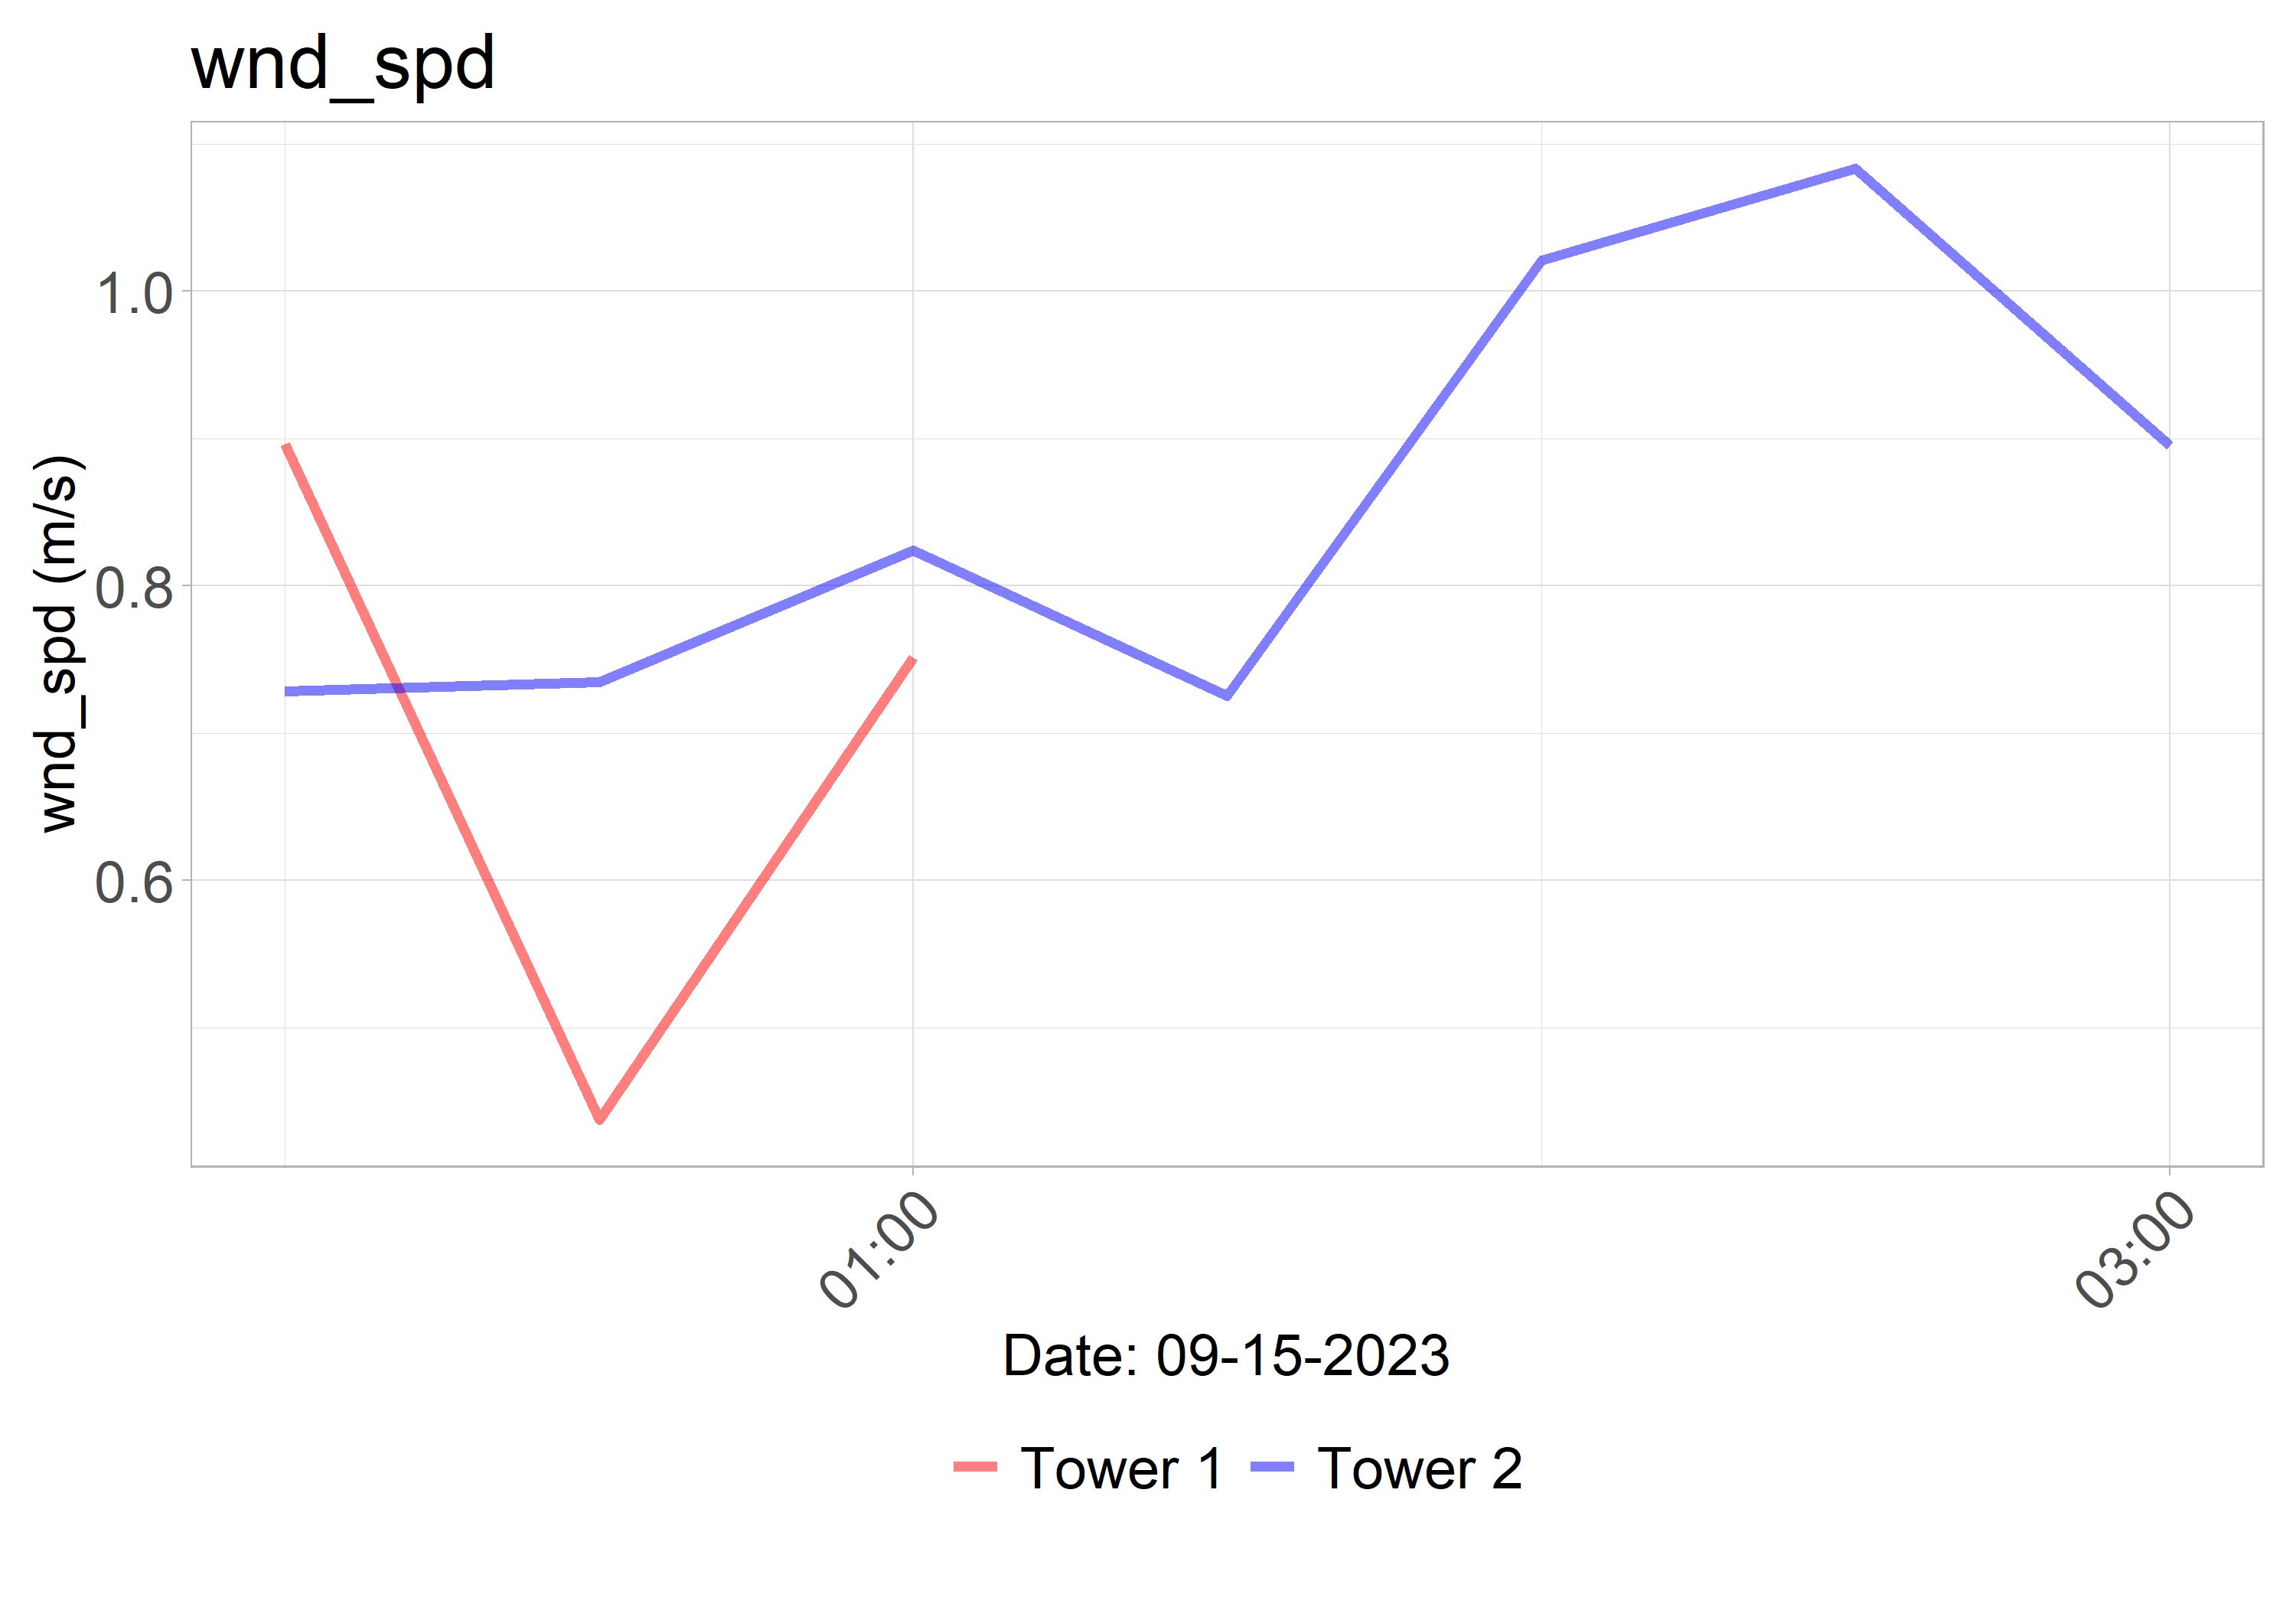 wnd_spd
wnd_spd (m/s)
1.0
0.8
0.6
01:00
03:00
Date: 09-15-2023
Tower 1
Tower 2